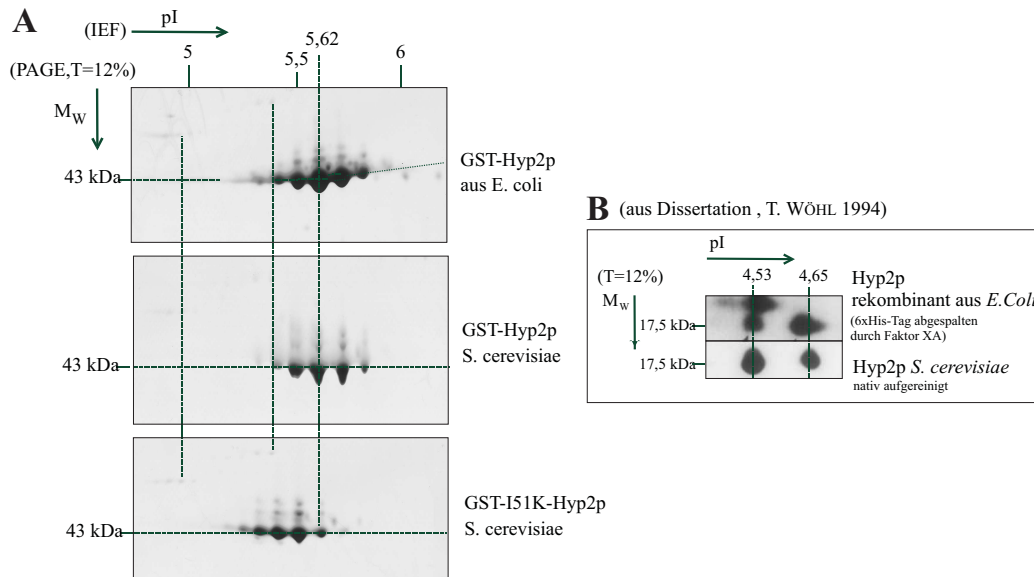 A
pI
(IEF)
5,62
5
5,5
6
(PAGE,T=12%)
MW
GST-Hyp2p
aus E. coli
43 kDa
GST-Hyp2p
S. cerevisiae
43 kDa
GST-I51K-Hyp2p
S. cerevisiae
43 kDa
B (aus Dissertation , T. WÖHL 1994)
pI
(T=12%)
4,53
4,65
MW
Hyp2p
rekombinant aus E.Coli
17,5 kDa
(6xHis-Tag abgespalten
durch Faktor XA)
17,5 kDa
Hyp2p S. cerevisiae
nativ aufgereinigt